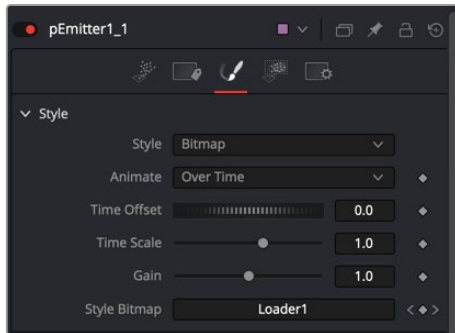 pEmitter1_1
Style
Style Bitmap
Animate Over Time
Time Offset 0.0
Time Scale 1.0
Gain 1.0
Style Bitmap Loader1